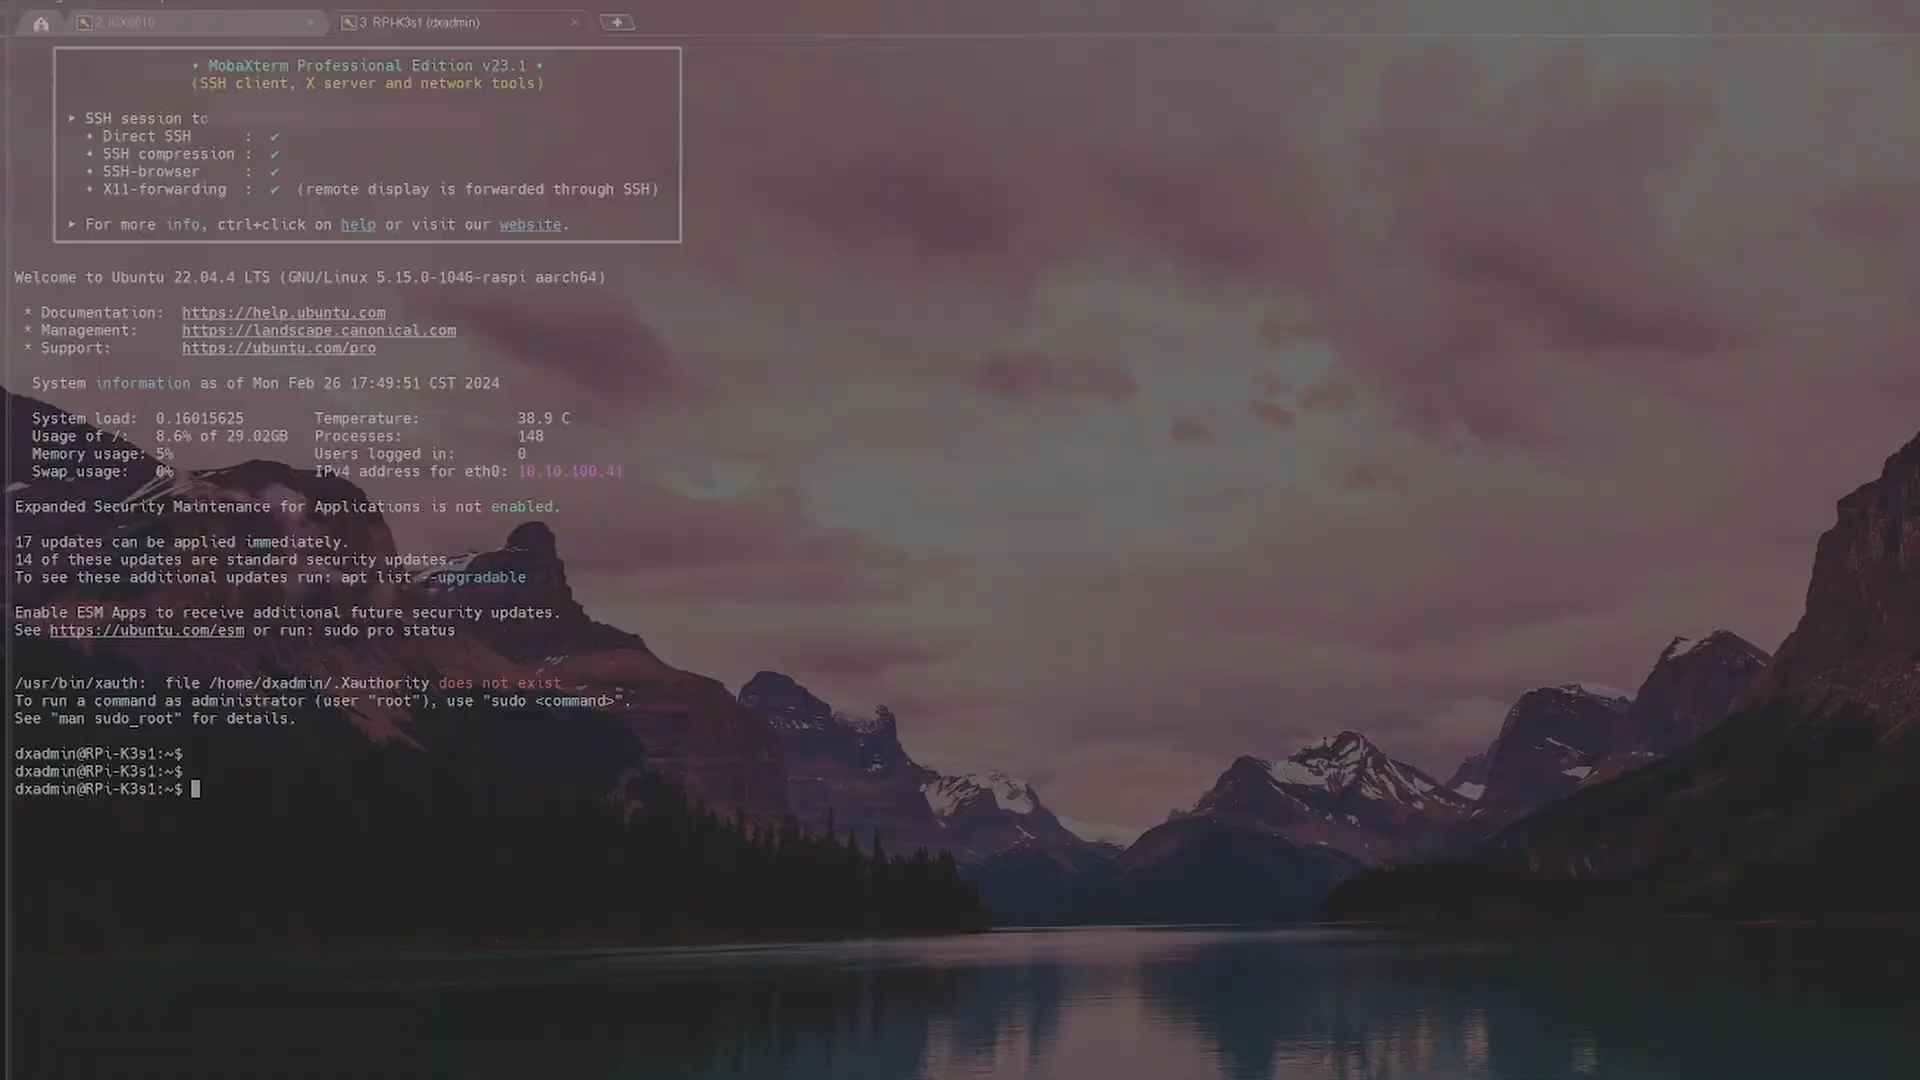 2. ICX6610
3. RPI-K3s1 (dxadmin)
• MobaXterm Professional Edition v23.1 •
(SSH client, X server and network tools)
➤ SSH session to
• Direct SSH : ✔
• SSH compression : ✔
• SSH-browser : ✔
• X11-forwarding : ✔ (remote display is forwarded through SSH)
➤ For more info, ctrl+click on help or visit our website.
Welcome to Ubuntu 22.04.4 LTS (GNU/Linux 5.15.0-1046-raspi aarch64)
* Documentation: https://help.ubuntu.com
* Management: https://landscape.canonical.com
* Support: https://ubuntu.com/pro
System information as of Mon Feb 26 17:49:51 CST 2024
System load: 0.16015625 Temperature: 38.9 C
Usage of /: 8.6% of 29.02GB Processes: 148
Memory usage: 5% Users logged in: 0
Swap usage: 0% IPv4 address for eth0: 10.10.100.41
Expanded Security Maintenance for Applications is not enabled.
17 updates can be applied immediately.
14 of these updates are standard security updates.
To see these additional updates run: apt list --upgradable
Enable ESM Apps to receive additional future security updates.
See https://ubuntu.com/esm or run: sudo pro status
/usr/bin/xauth: file /home/dxadmin/.Xauthority does not exist
To run a command as administrator (user "root"), use "sudo <command>".
See "man sudo_root" for details.
dxadmin@RPi-K3s1:~$
dxadmin@RPi-K3s1:~$
dxadmin@RPi-K3s1:~$